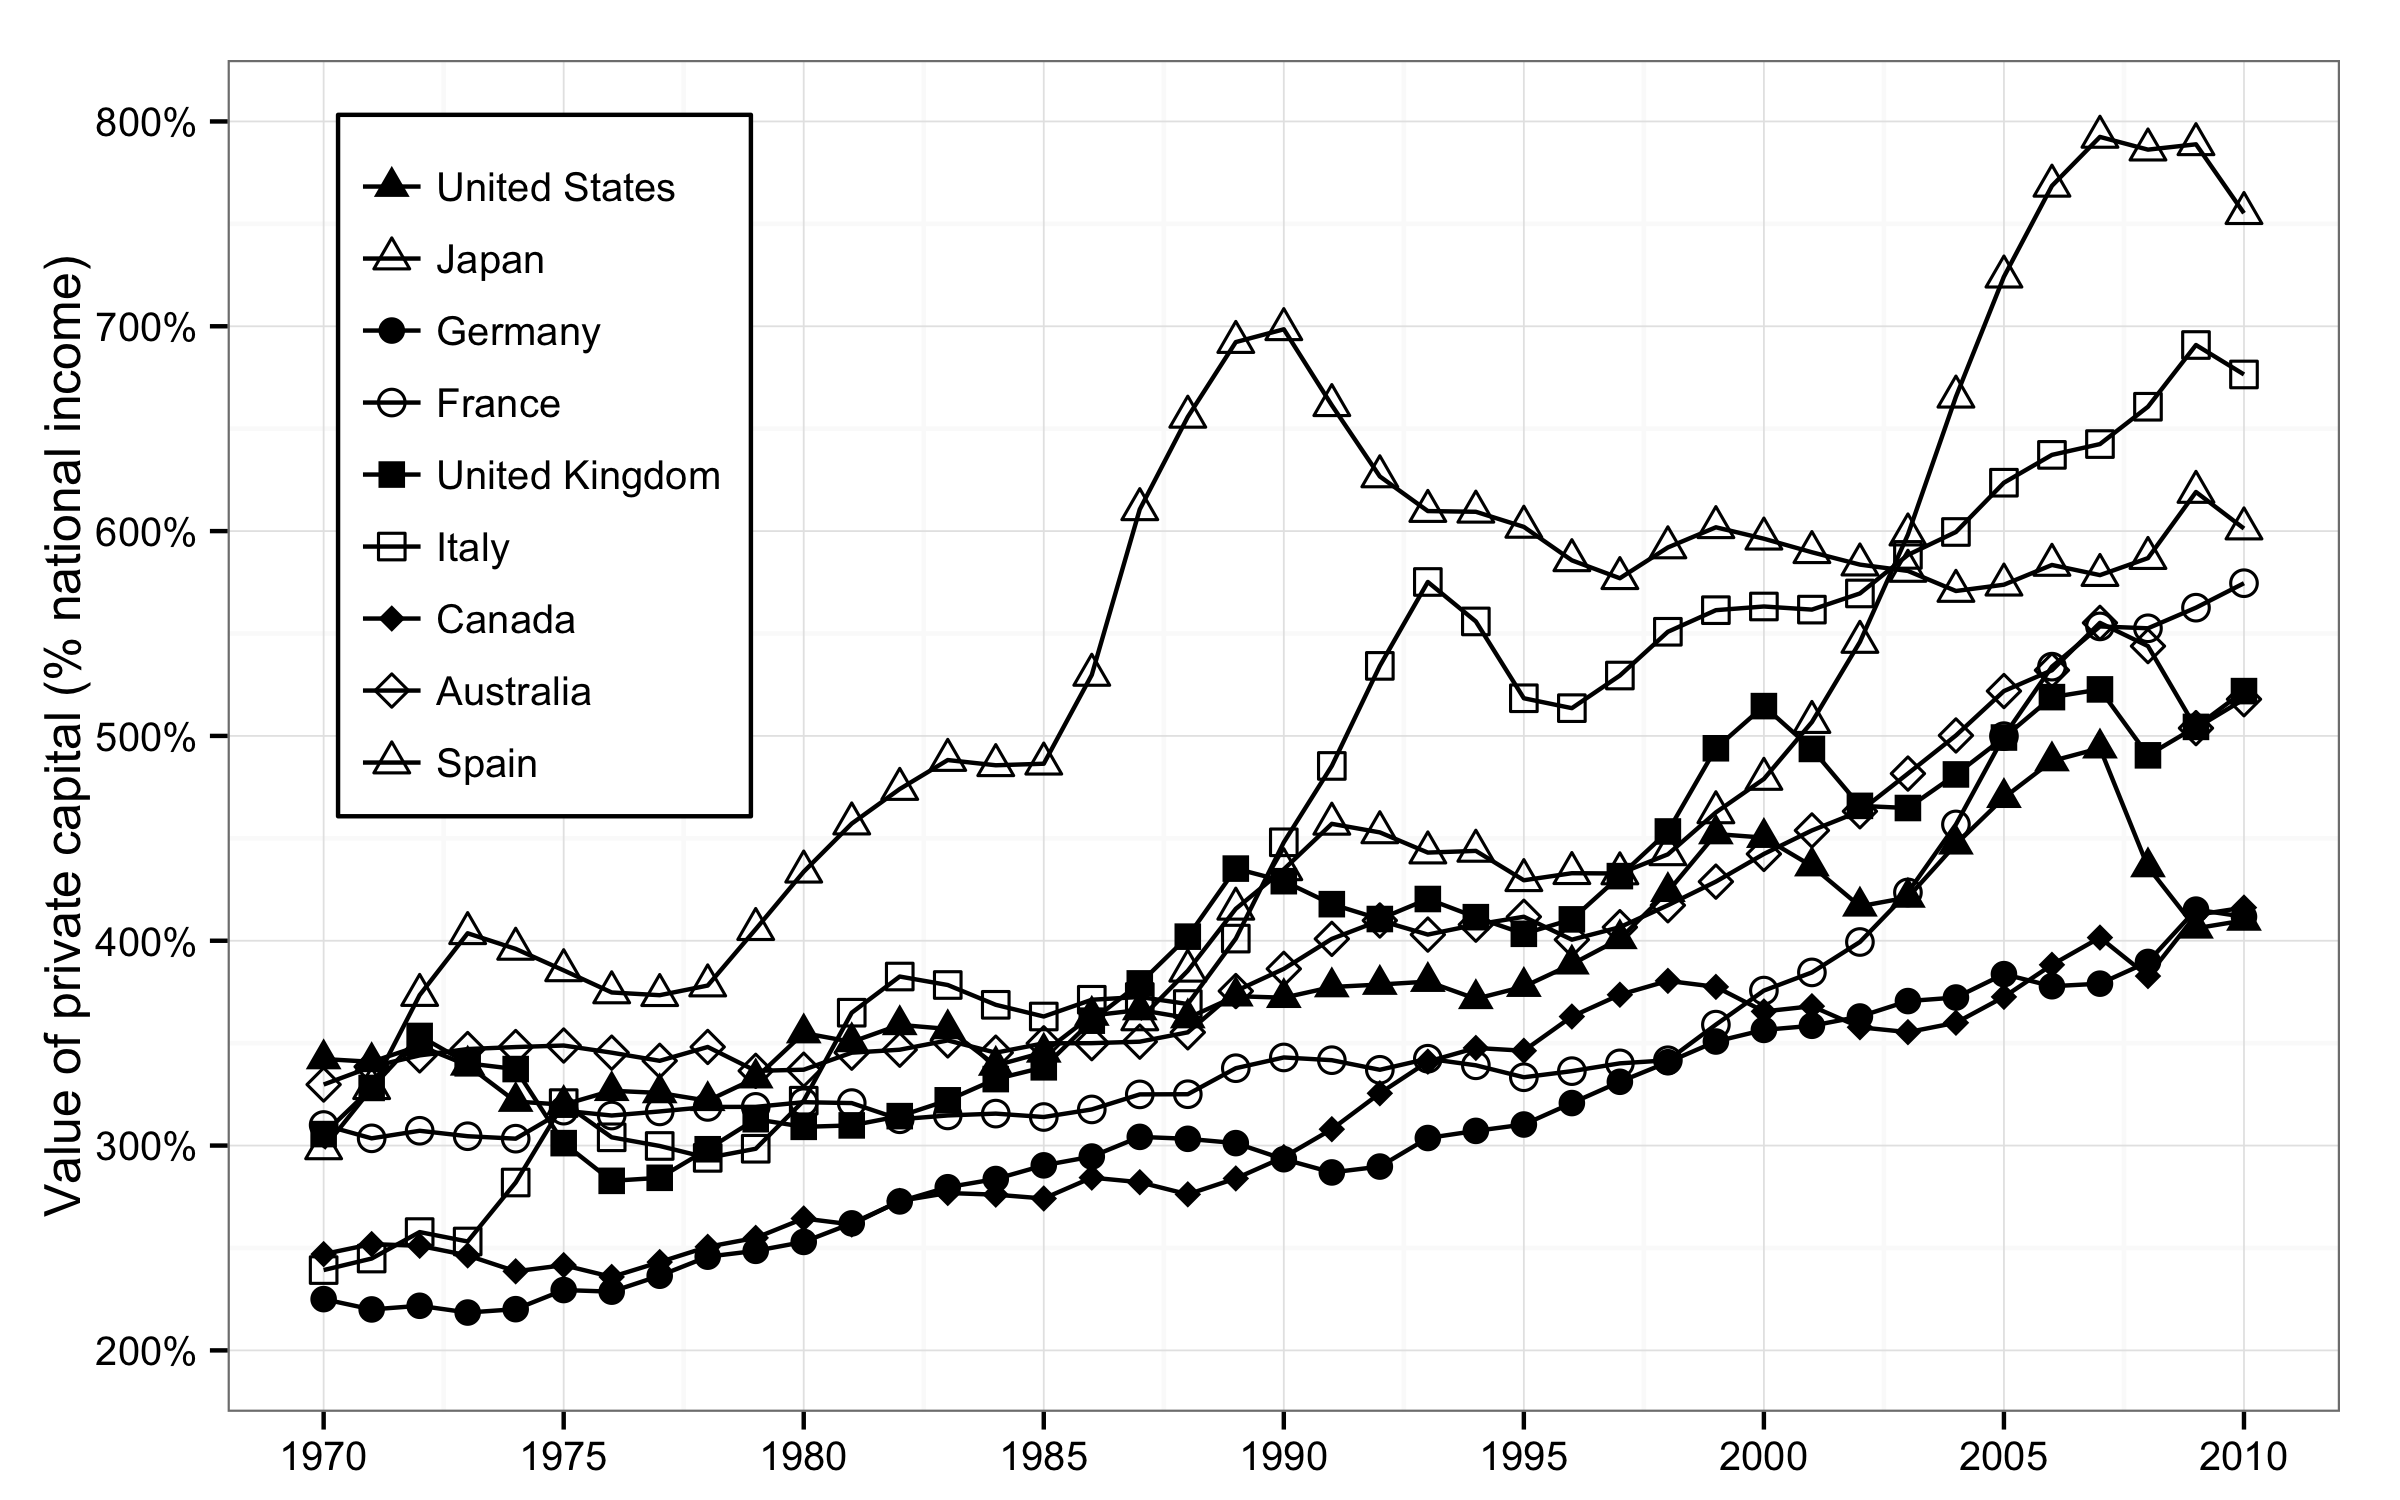 Value of private capital (% national income)
800%
700%
600%
500%
400%
300%
200%
United States
Japan
Germany
France
United Kingdom
Italy
Canada
Australia
Spain
1970 1975 1980 1985 1990 1995 2000 2005 2010